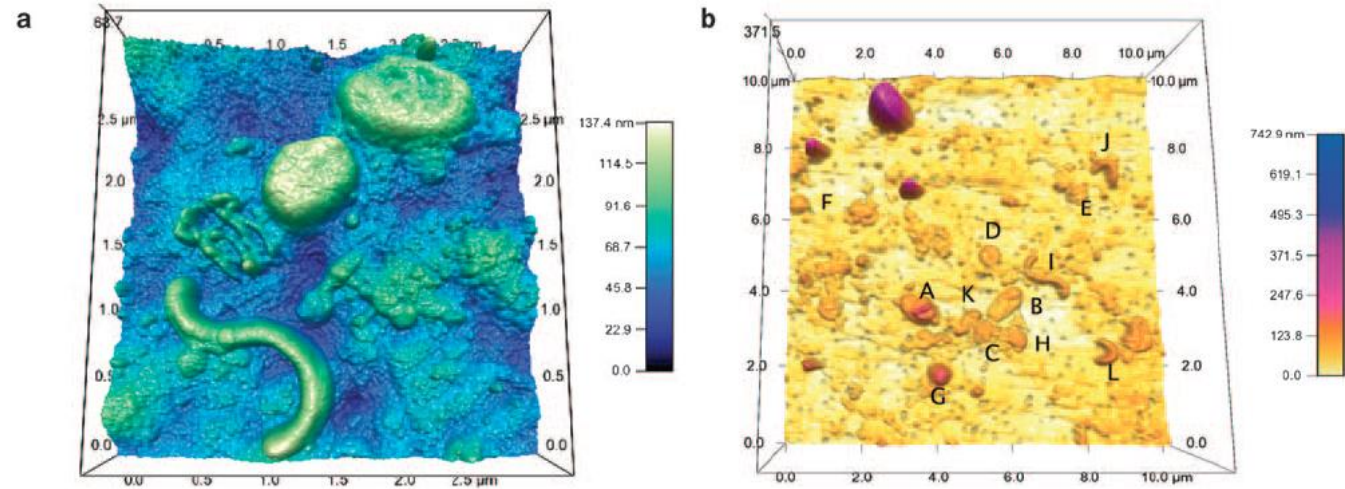 a
68.7
0.5 1.0 1.5 2.5 µm
2.5 µm 2.5 µm
2.0 2.0
1.5 1.5
1.0 1.0
0.5 0.5
0.0 0.0
0.0 0.5 1.0 1.5 2.0 2.5 µm
137.4 nm
114.5
91.6
68.7
45.8
22.9
0.0
b
371.5
0.0 2.0 4.0 6.0 8.0 10.0 µm
10.0 µm 10.0 µm
8.0 8.0
6.0 6.0
4.0 4.0
2.0 2.0
0.0 0.0
0.0 2.0 4.0 6.0 8.0 10.0 µm
J
F
E
D
I
A
K
B
C
H
L
G
742.9 nm
619.1
495.3
371.5
247.6
123.8
0.0